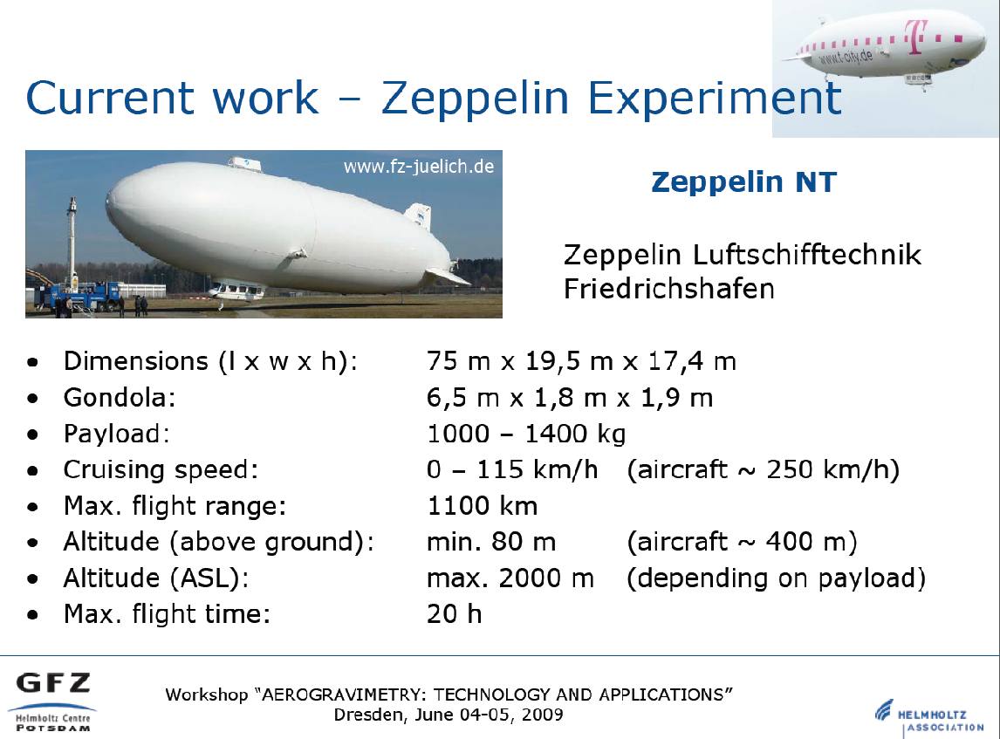 www.t-city.de
T
Current work – Zeppelin Experiment
www.fz-juelich.de
Zeppelin NT
Zeppelin Luftschifftechnik
Friedrichshafen
• Dimensions (l x w x h): 75 m x 19,5 m x 17,4 m
• Gondola: 6,5 m x 1,8 m x 1,9 m
• Payload: 1000 – 1400 kg
• Cruising speed: 0 – 115 km/h (aircraft ~ 250 km/h)
• Max. flight range: 1100 km
• Altitude (above ground): min. 80 m (aircraft ~ 400 m)
• Altitude (ASL): max. 2000 m (depending on payload)
• Max. flight time: 20 h
GFZ
Helmholtz Centre
POTSDAM
Workshop “AEROGRAVIMETRY: TECHNOLOGY AND APPLICATIONS”
Dresden, June 04-05, 2009
HELMHOLTZ
ASSOCIATION